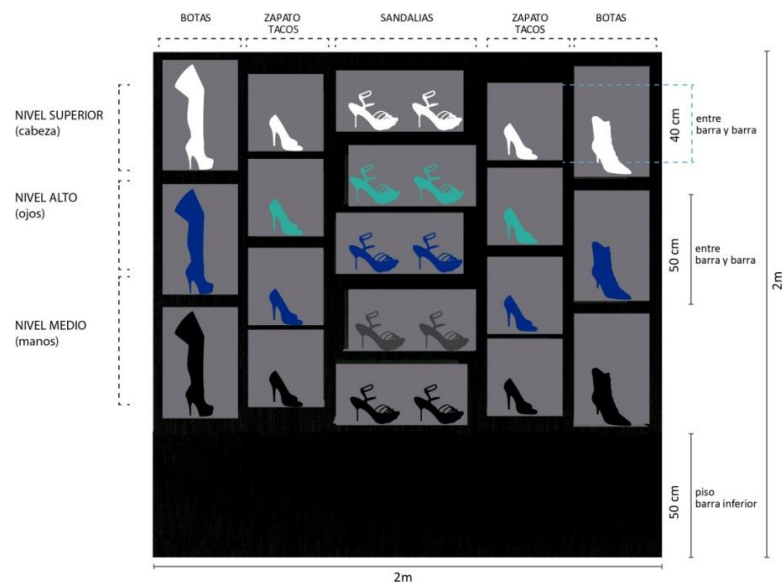 BOTAS
ZAPATO
TACOS
SANDALIAS
ZAPATO
TACOS
BOTAS
NIVEL SUPERIOR
(cabeza)
40 cm
entre
barra y barra
NIVEL ALTO
(ojos)
50 cm
entre
barra y barra
2m
NIVEL MEDIO
(manos)
50 cm
piso
barra inferior
2m